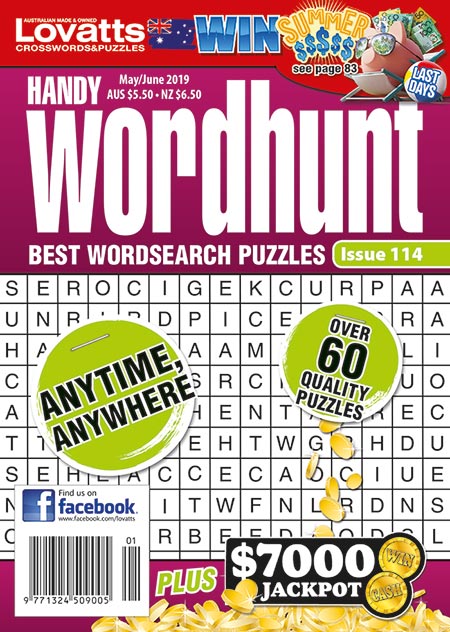 AUSTRALIAN MADE & OWNED
Lovatts
CROSSWORDS&PUZZLES
WIN
SUMMER
$$$$$
see page 83
LAST
DAYS
May/June 2019
AUS $5.50 • NZ $6.50
HANDY
wordhunt
BEST WORDSEARCH PUZZLES
Issue 114
S E R O C I G E K C U R P A A
U N R D P I C E R A
H A A A M L I
C R C U O
A H E N T R E C
T T E H T W G R H D U
S E H E A C C E C A D C I U E
I T W F N L R D N S
R B E E D A
ANYTIME,
ANYWHERE
OVER
60
QUALITY
PUZZLES
Find us on
facebook®
www.facebook.com/lovatts
01
9 771324 509005
PLUS
$7000
JACKPOT
WIN
CASH